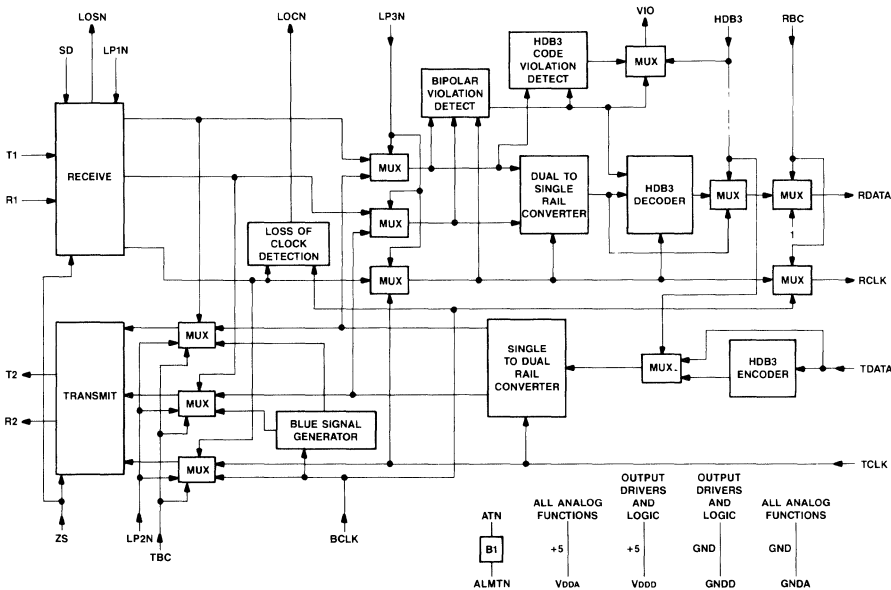 LOSN
LOCN
LP3N
VIO
HDB3
RBC
SD
LP1N
HDB3
CODE
VIOLATION
DETECT
MUX
BIPOLAR
VIOLATION
DETECT
T1
R1
RECEIVE
MUX
MUX
MUX
DUAL TO
SINGLE
RAIL
CONVERTER
HDB3
DECODER
MUX
MUX
RDATA
LOSS OF
CLOCK
DETECTION
MUX
RCLK
T2
R2
TRANSMIT
MUX
MUX
MUX
BLUE SIGNAL
GENERATOR
SINGLE
TO DUAL
RAIL
CONVERTER
MUX
HDB3
ENCODER
TDATA
TCLK
ZS
LP2N
TBC
BCLK
ATN
B1
ALMTN
ALL ANALOG
FUNCTIONS
+5
VDDA
OUTPUT
DRIVERS
AND
LOGIC
+5
VDDD
OUTPUT
DRIVERS
AND
LOGIC
GND
GNDD
ALL ANALOG
FUNCTIONS
GND
GNDA